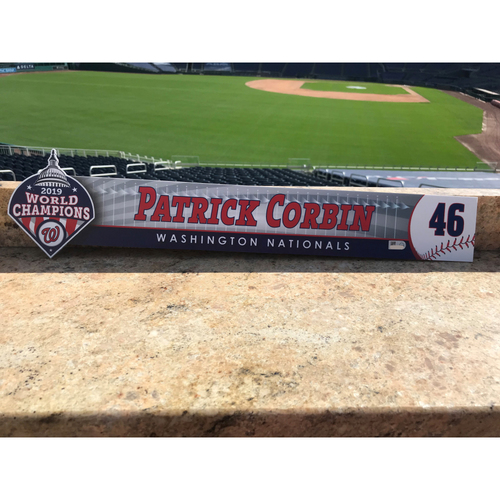 2019
WORLD
CHAMPIONS
W
PATRICK CORBIN
WASHINGTON NATIONALS
46